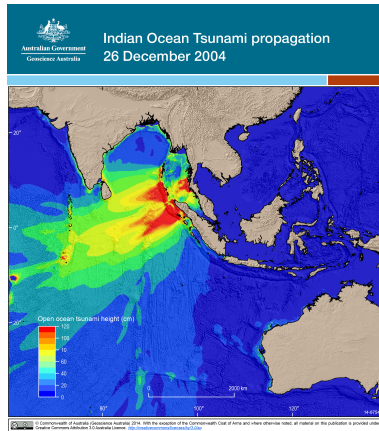 Australian Government
Geoscience Australia
Indian Ocean Tsunami propagation
26 December 2004
20°
0°
Open ocean tsunami height (cm)
120
100
80
60
40
20
0
0
2000 km
80°
100°
120°
© Commonwealth of Australia (Geoscience Australia) 2014. With the exception of the Commonwealth Coat of Arms and where otherwise noted, all material on this publication is provided under
Creative Commons Attribution 3.0 Australia Licence.